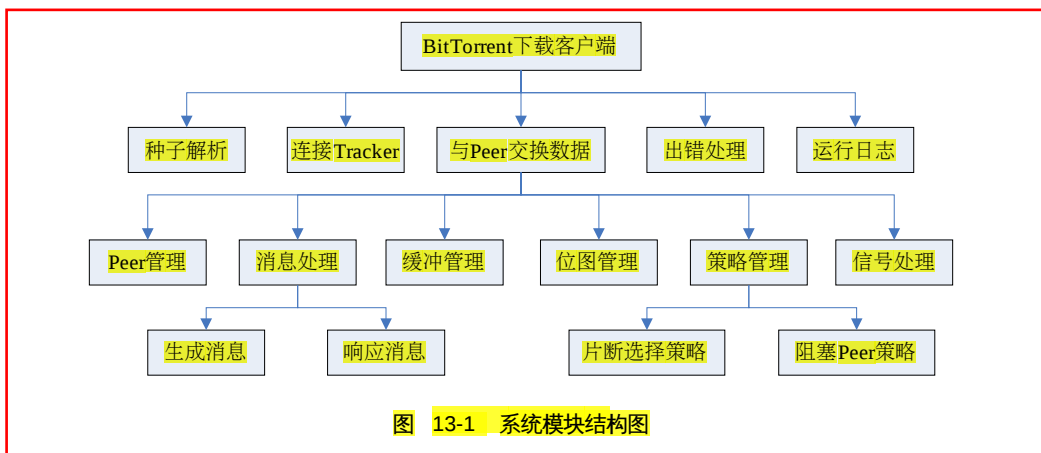 BitTorrent下载客户端
种子解析 连接Tracker 与Peer交换数据 出错处理 运行日志
Peer管理 消息处理 缓冲管理 位图管理 策略管理 信号处理
生成消息 响应消息 片断选择策略 阻塞Peer策略
图 13-1 系统模块结构图